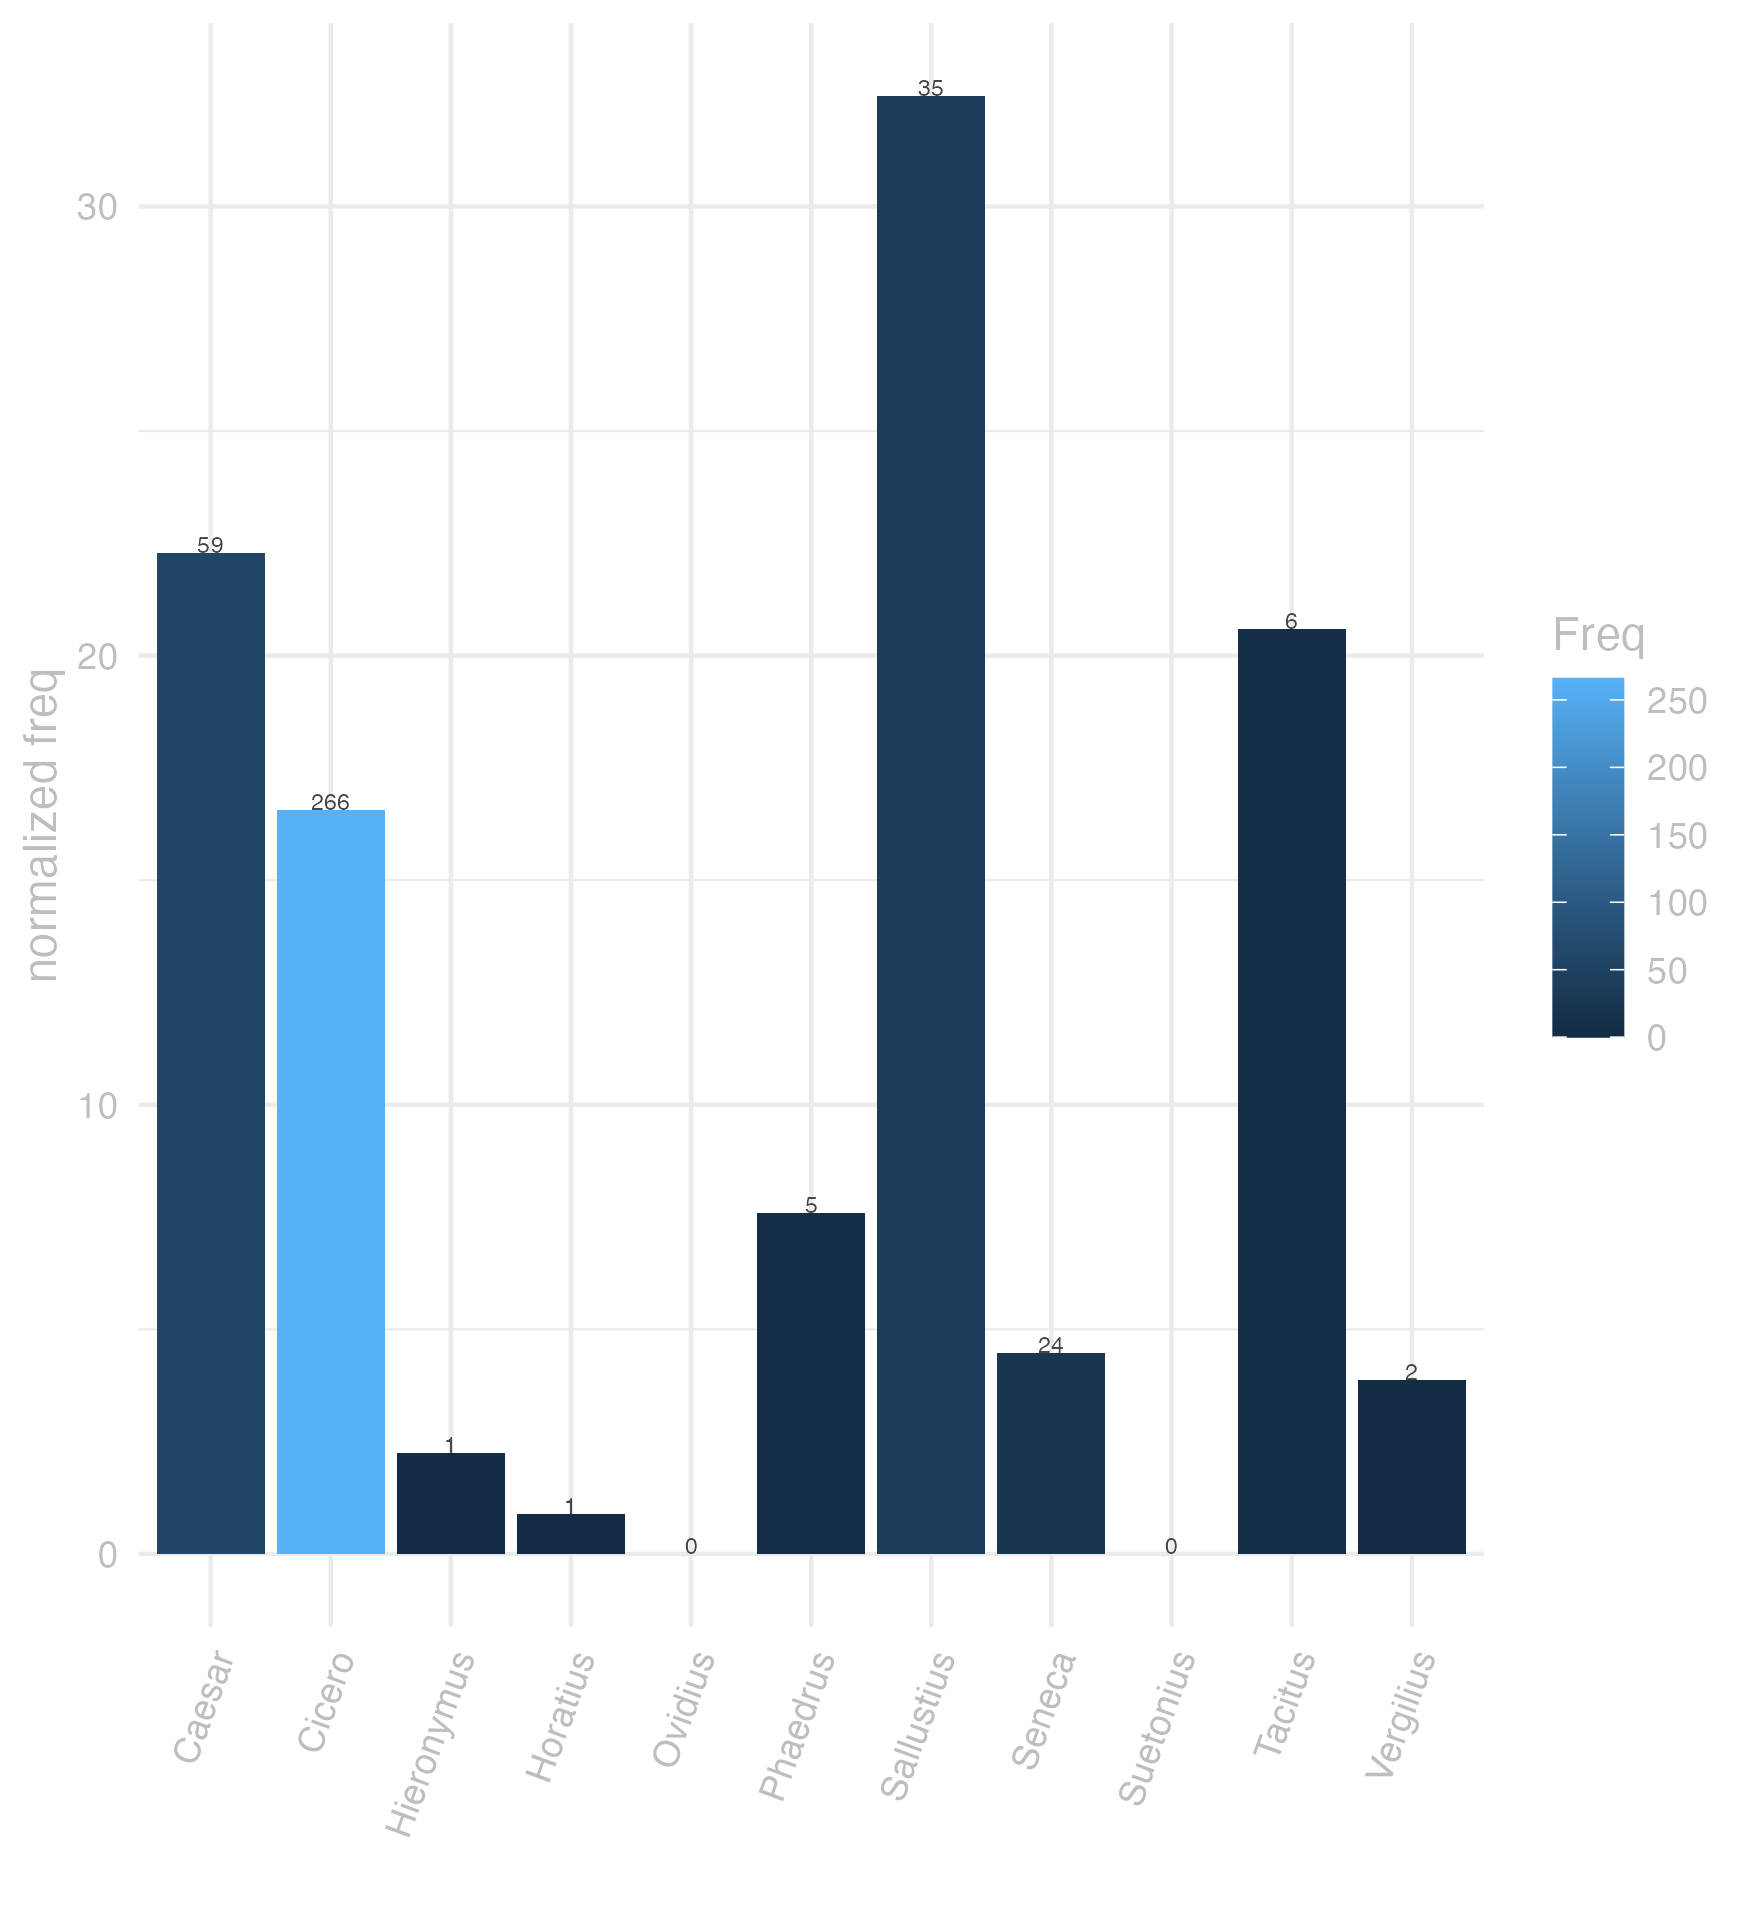 35
30
59
6
Freq
20
250
200
266
150
normalized freq
100
50
0
10
5
24
2
1
1
0
0
0
Caesar
Cicero
Hieronymus
Horatius
Ovidius
Phaedrus
Sallustius
Seneca
Suetonius
Tacitus
Vergilius